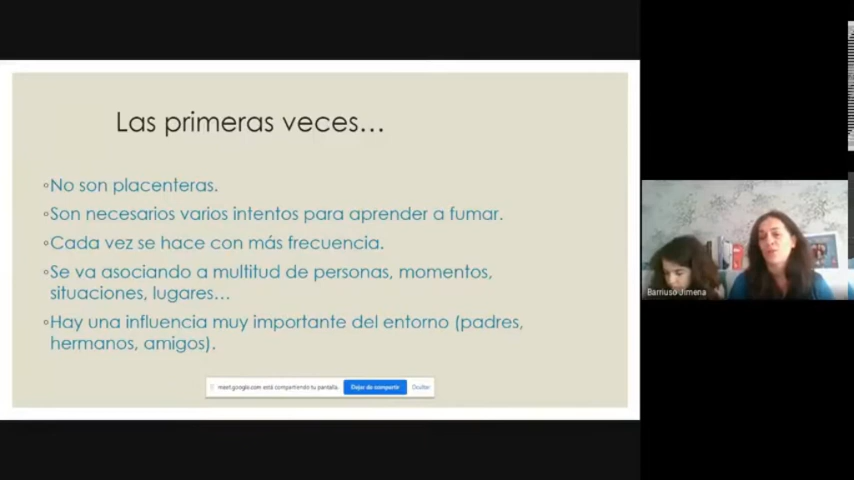 Las primeras veces...
◦No son placenteras.
◦Son necesarios varios intentos para aprender a fumar.
◦Cada vez se hace con más frecuencia.
◦Se va asociando a multitud de personas, momentos,
situaciones, lugares...
◦Hay una influencia muy importante del entorno (padres,
hermanos, amigos).
meet.google.com está compartiendo tu pantalla. Dejar de compartir Ocultar
Barriuso Jimena